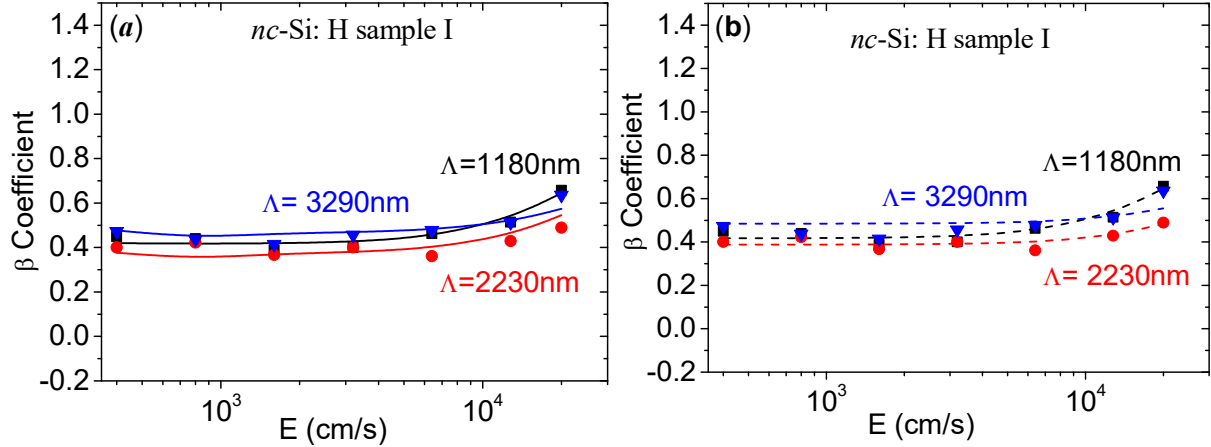 (a)
nc-Si: H sample I
1.4
1.2
1.0
0.8
0.6
0.4
0.2
0.0
-0.2
β Coefficient
Λ=1180nm
Λ= 3290nm
Λ=2230nm
10³
10⁴
E (cm/s)
(b)
nc-Si: H sample I
1.4
1.2
1.0
0.8
0.6
0.4
0.2
0.0
-0.2
β Coefficient
Λ=1180nm
Λ= 3290nm
Λ= 2230nm
10³
10⁴
E (cm/s)